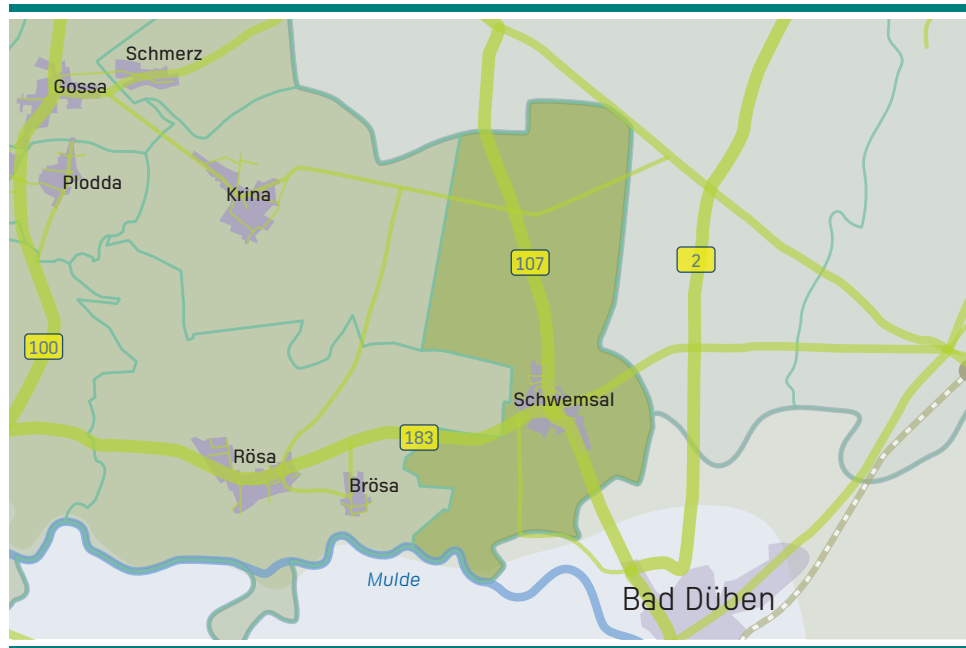 Schmerz
Gossa
Plodda
Krina
107
2
100
Schwemsal
183
Rösa
Brösa
Mulde
Bad Düben